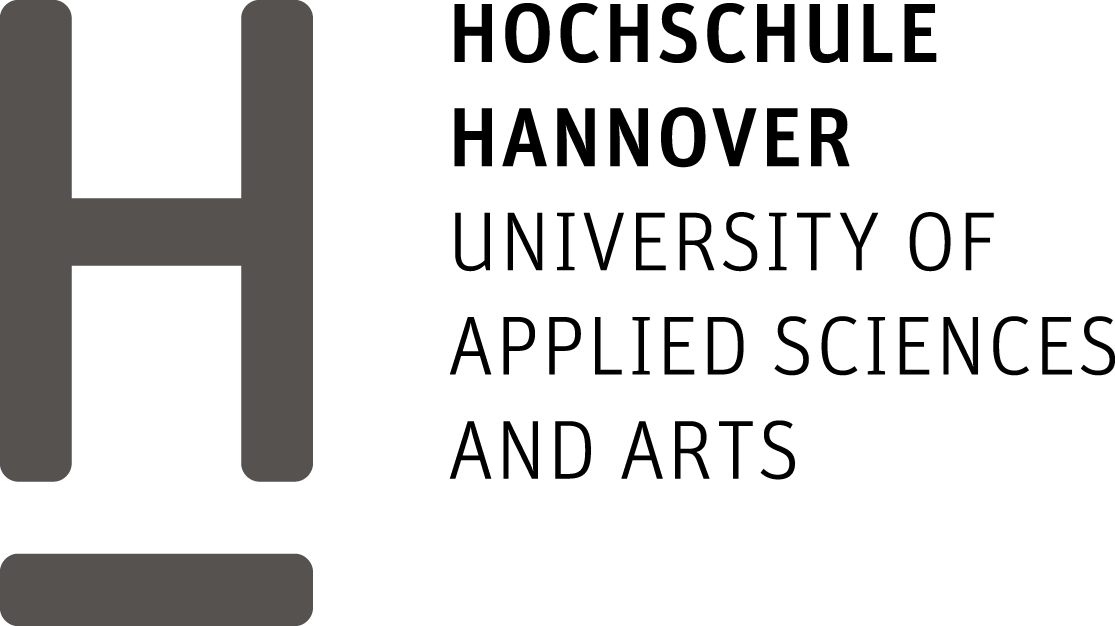 H
HOCHSCHULE
HANNOVER
UNIVERSITY OF
APPLIED SCIENCES
AND ARTS